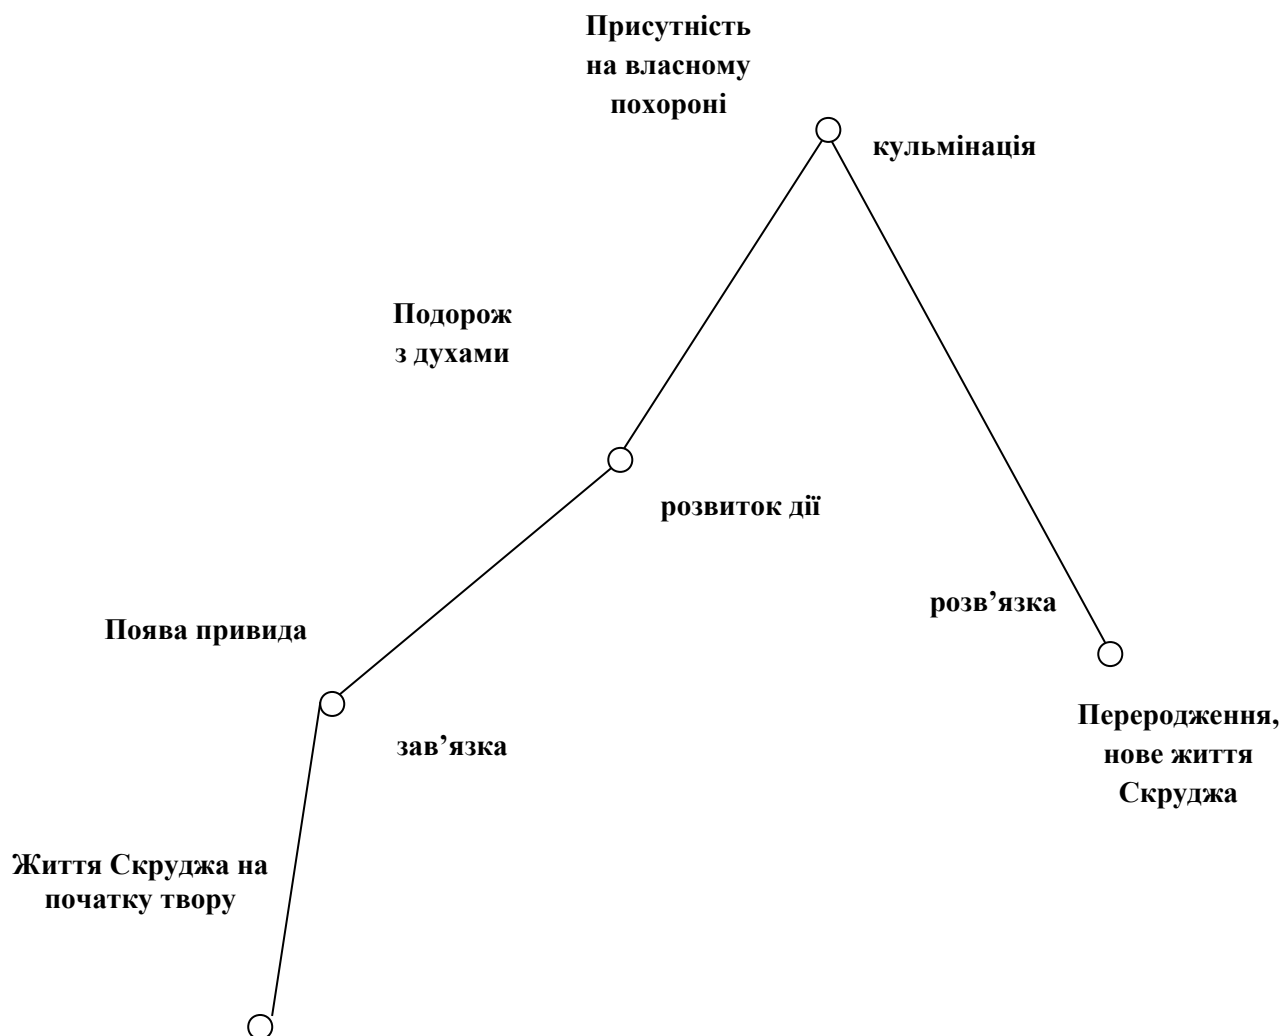 Присутність
на власному
похороні
кульмінація
Подорож
з духами
розвиток дії
розв’язка
Поява привида
Переродження,
нове життя
Скруджа
зав’язка
Життя Скруджа на
початку твору